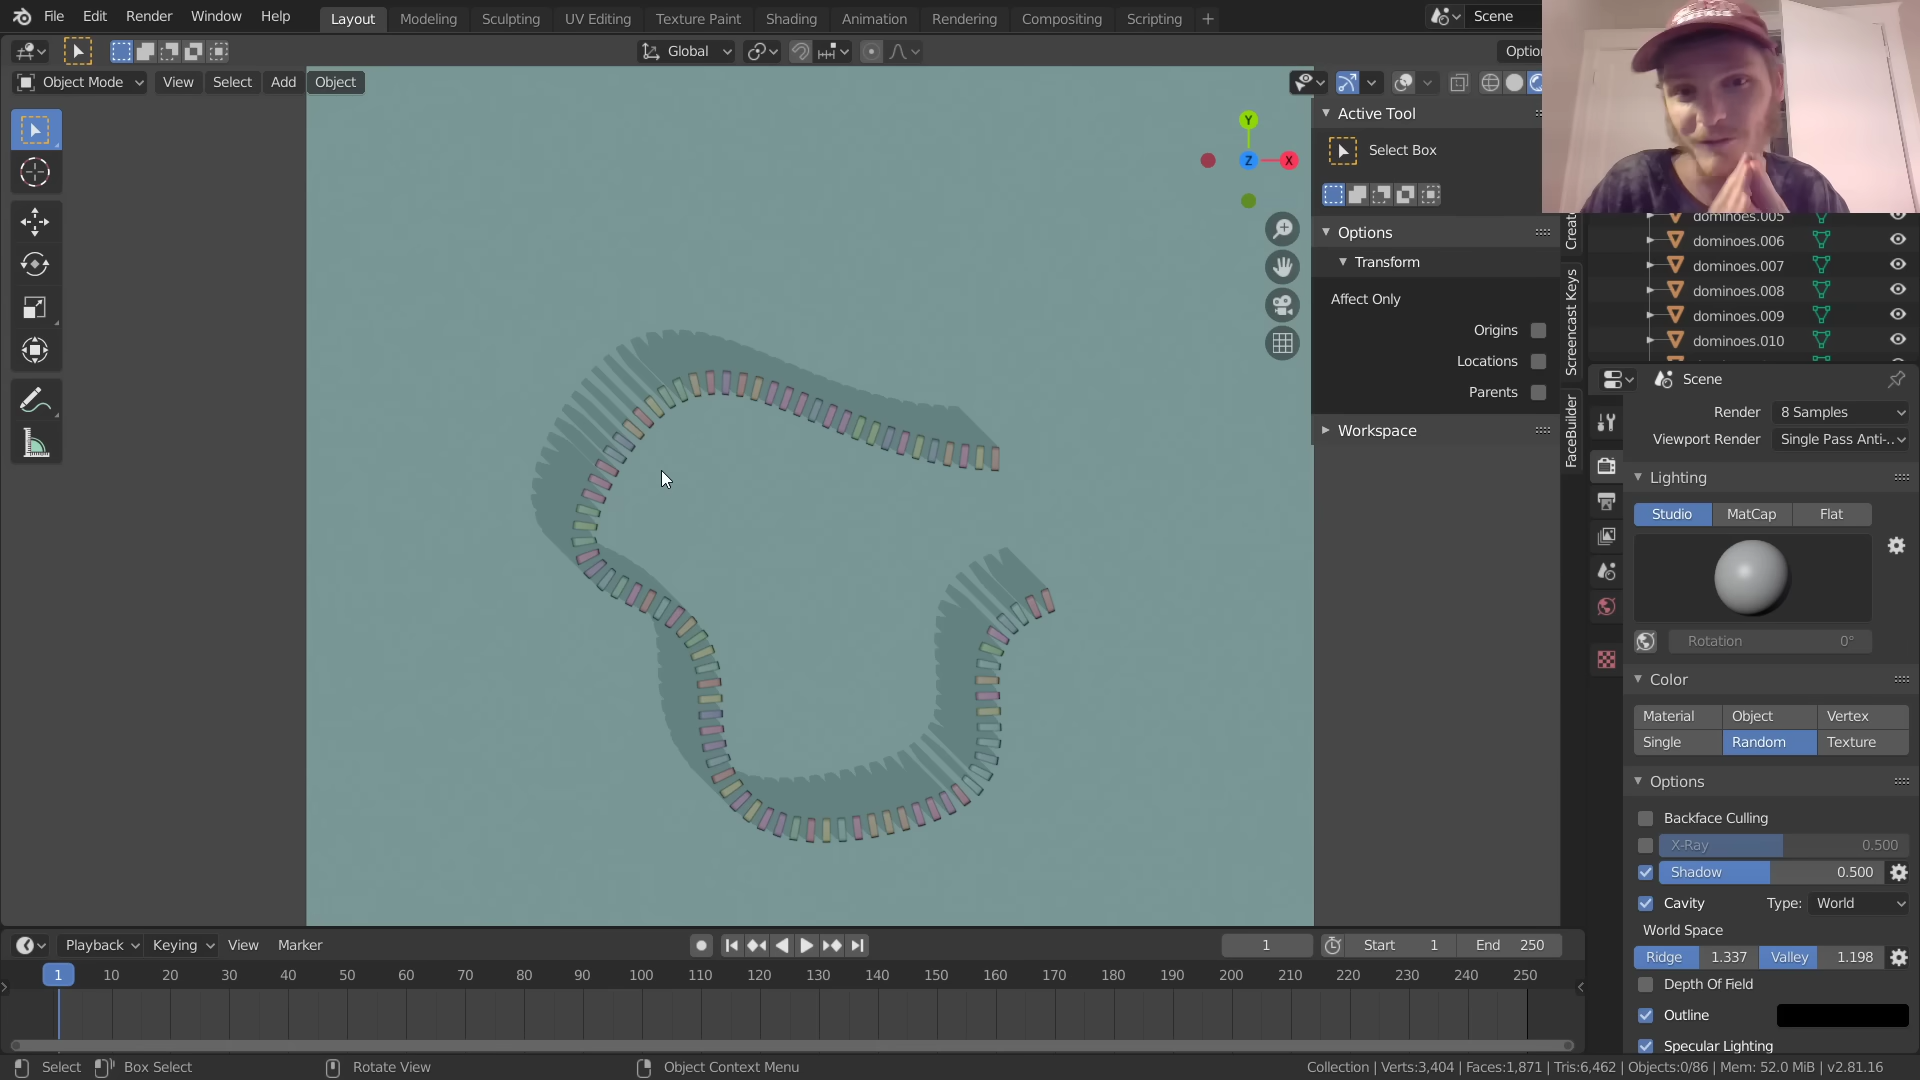 File Edit Render Window Help
Layout Modeling Sculpting UV Editing Texture Paint Shading Animation Rendering Compositing Scripting +
Scene
Global
Object Mode View Select Add Object
Y
Z
X
Active Tool
Select Box
Options
Transform
Affect Only
Origins
Locations
Parents
Workspace
Screencast Keys
FaceBuilder
dominoes.005
dominoes.006
dominoes.007
dominoes.008
dominoes.009
dominoes.010
Scene
Render 8 Samples
Viewport Render Single Pass Anti-..
Lighting
Studio MatCap Flat
Rotation 0°
Color
Material Object Vertex
Single Random Texture
Options
Backface Culling
X-Ray 0.500
Shadow 0.500
Cavity Type: World
World Space
Ridge 1.337 Valley 1.198
Depth Of Field
Outline
Specular Lighting
Playback Keying View Marker
1 Start 1 End 250
1 10 20 30 40 50 60 70 80 90 100 110 120 130 140 150 160 170 180 190 200 210 220 230 240 250
Select Box Select Rotate View Object Context Menu
Collection | Verts:3,404 | Faces:1,871 | Tris:6,462 | Objects:0/86 | Mem: 52.0 MiB | v2.81.16